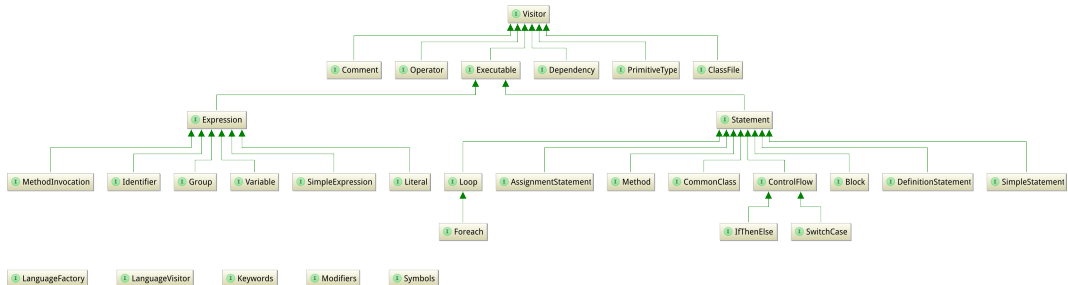 Visitor
Comment Operator Executable Dependency PrimitiveType ClassFile
Expression Statement
MethodInvocation Identifier Group Variable SimpleExpression Literal Loop AssignmentStatement Method CommonClass ControlFlow Block DefinitionStatement SimpleStatement
Foreach IfThenElse SwitchCase
LanguageFactory LanguageVisitor Keywords Modifiers Symbols